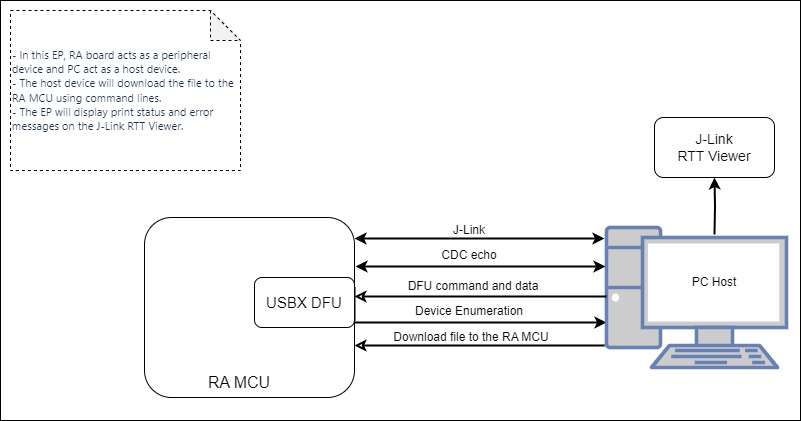 - In this EP, RA board acts as a peripheral
device and PC act as a host device.
- The host device will download the file to the
RA MCU using command lines.
- The EP will display print status and error
messages on the J-Link RTT Viewer.
J-Link
RTT Viewer
J-Link
CDC echo
DFU command and data
PC Host
USBX DFU
Device Enumeration
Download file to the RA MCU
RA MCU